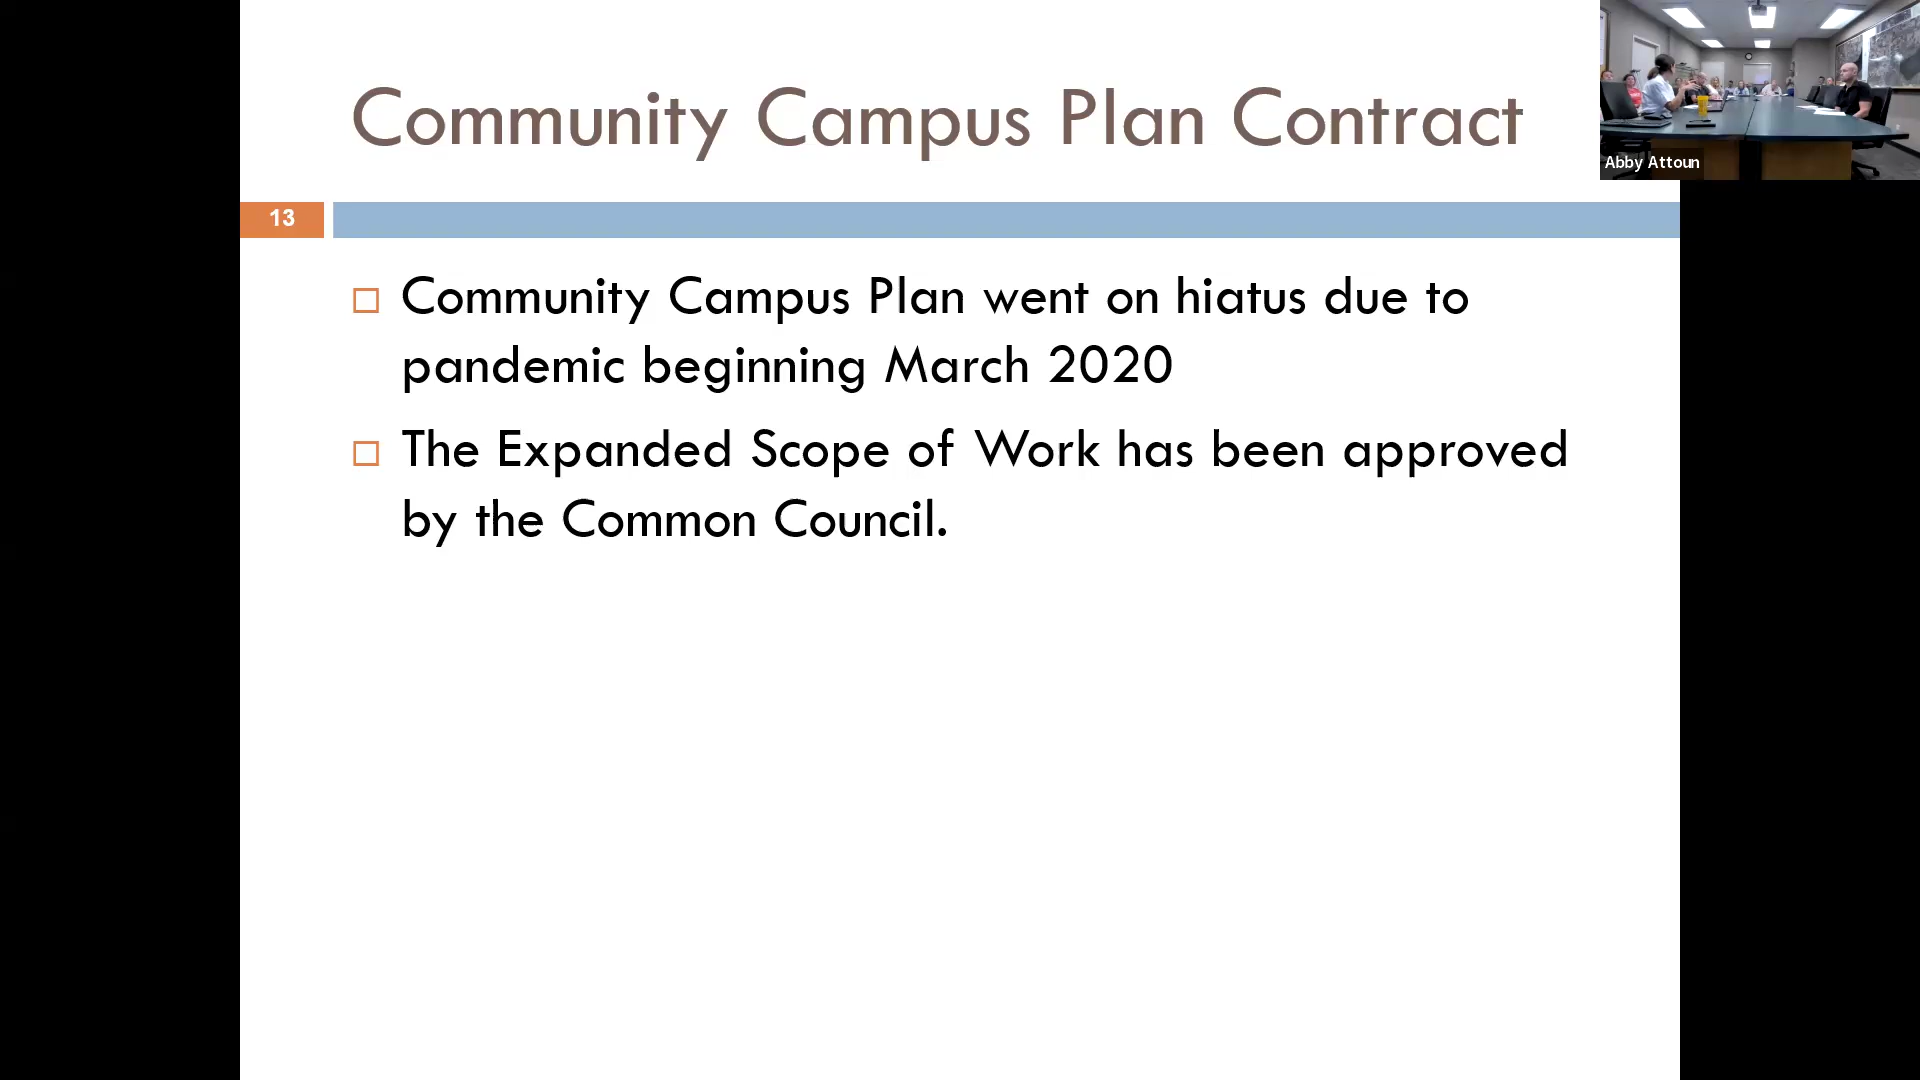 Community Campus Plan Contract
Abby Attoun
13
Community Campus Plan went on hiatus due to
pandemic beginning March 2020
The Expanded Scope of Work has been approved
by the Common Council.